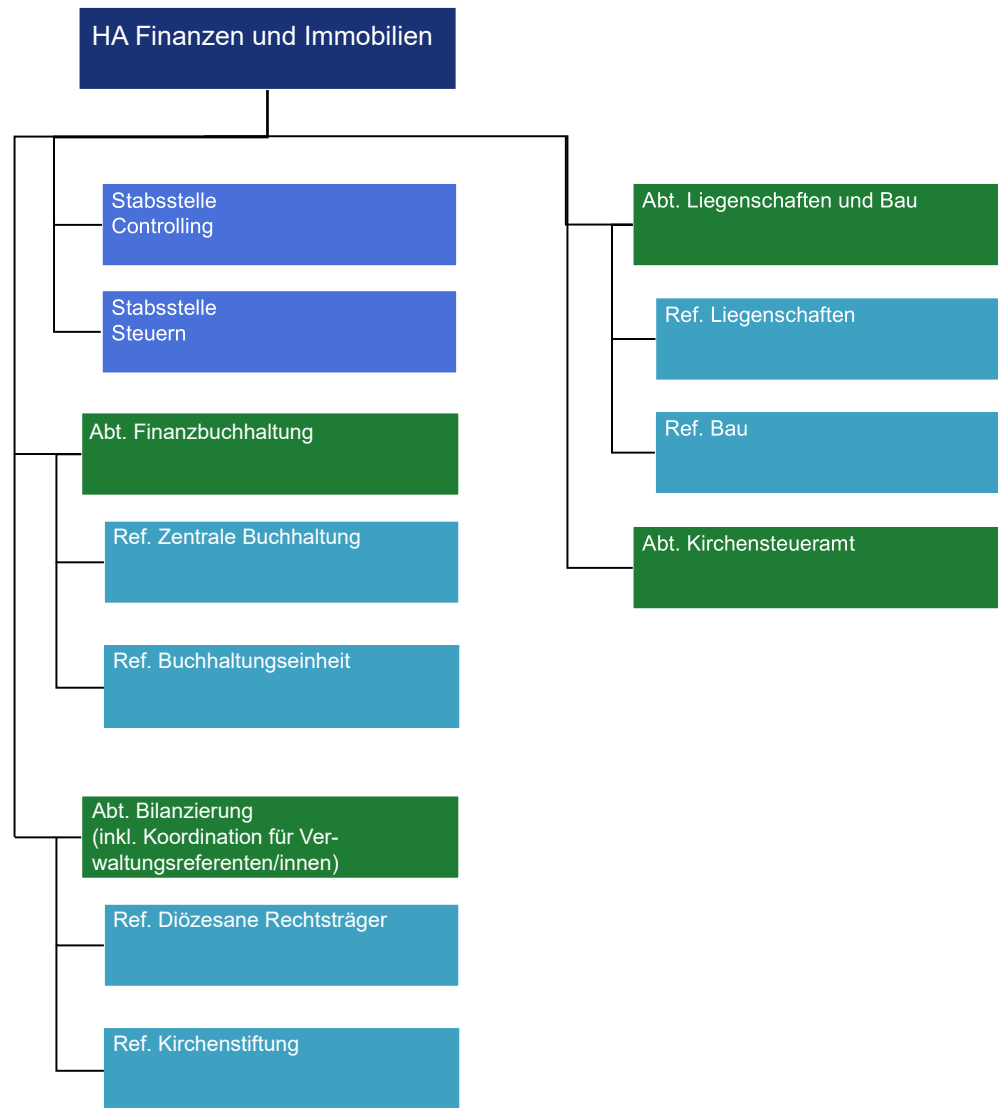 HA Finanzen und Immobilien
Stabsstelle
Controlling
Stabsstelle
Steuern
Abt. Finanzbuchhaltung
Ref. Zentrale Buchhaltung
Ref. Buchhaltungseinheit
Abt. Bilanzierung
(inkl. Koordination für Ver-
waltungsreferenten/innen)
Ref. Diözesane Rechtsträger
Ref. Kirchenstiftung
Abt. Liegenschaften und Bau
Ref. Liegenschaften
Ref. Bau
Abt. Kirchensteueramt